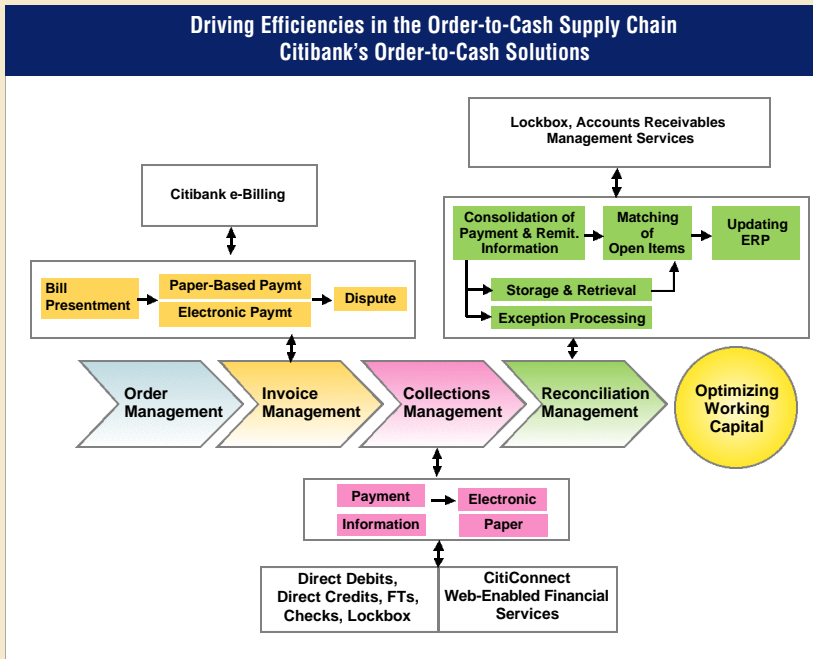 Driving Efficiencies in the Order-to-Cash Supply Chain
Citibank's Order-to-Cash Solutions
Lockbox, Accounts Receivables
Management Services
Citibank e-Billing
Consolidation of
Payment & Remit.
Information
Matching
of
Open Items
Updating
ERP
Storage & Retrieval
Exception Processing
Bill
Presentment
Paper-Based Paymt
Electronic Paymt
Dispute
Order
Management
Invoice
Management
Collections
Management
Reconciliation
Management
Optimizing
Working
Capital
Payment
Electronic
Information
Paper
Direct Debits,
Direct Credits, FTs,
Checks, Lockbox
CitiConnect
Web-Enabled Financial
Services